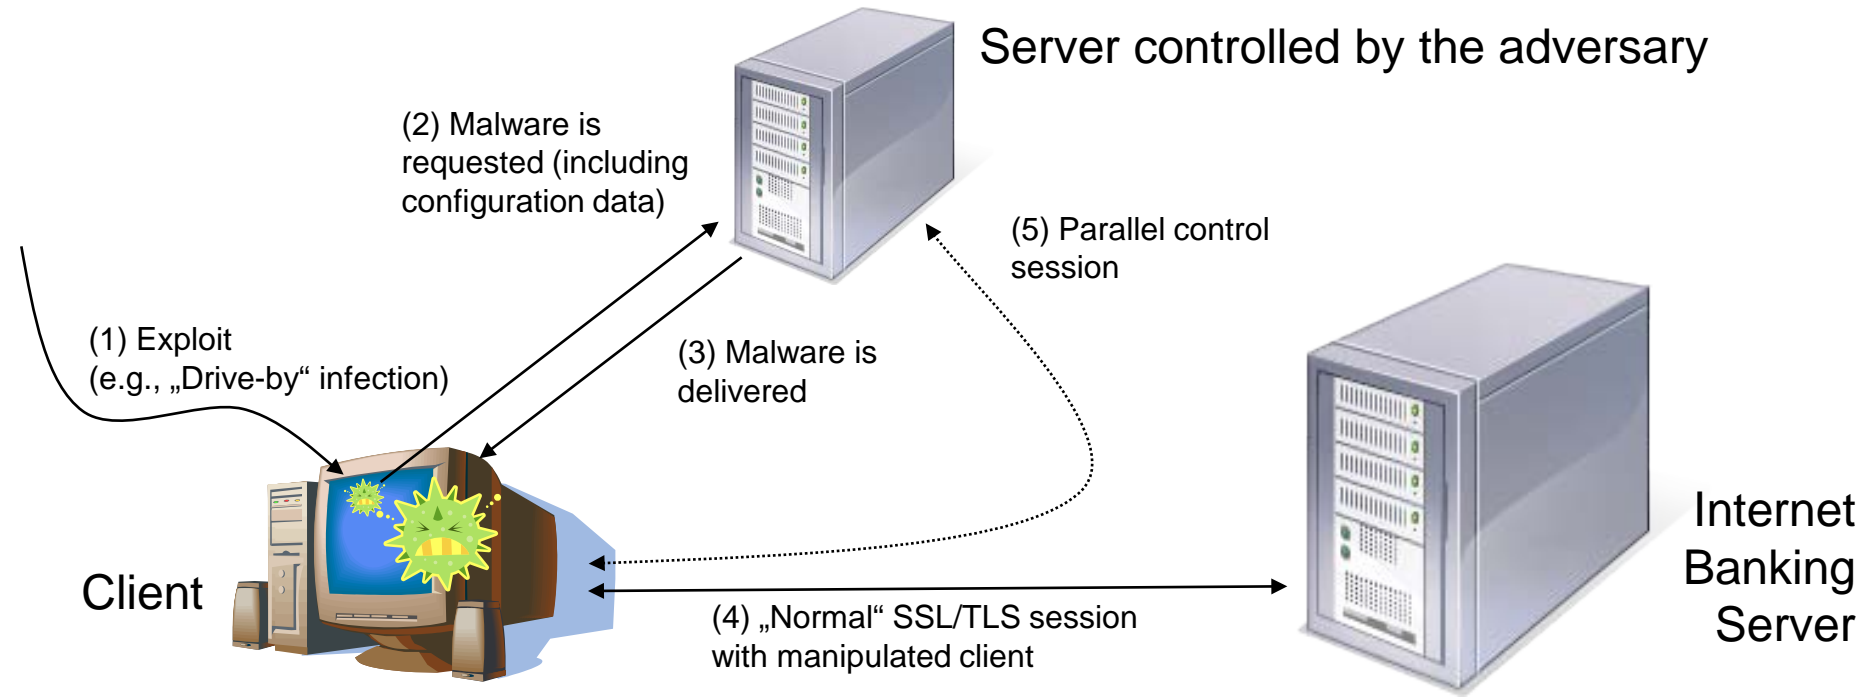 Server controlled by the adversary
(2) Malware is
requested (including
configuration data)
(5) Parallel control
session
(1) Exploit
(e.g., „Drive-by“ infection)
(3) Malware is
delivered
Client
(4) „Normal“ SSL/TLS session
with manipulated client
Internet
Banking
Server